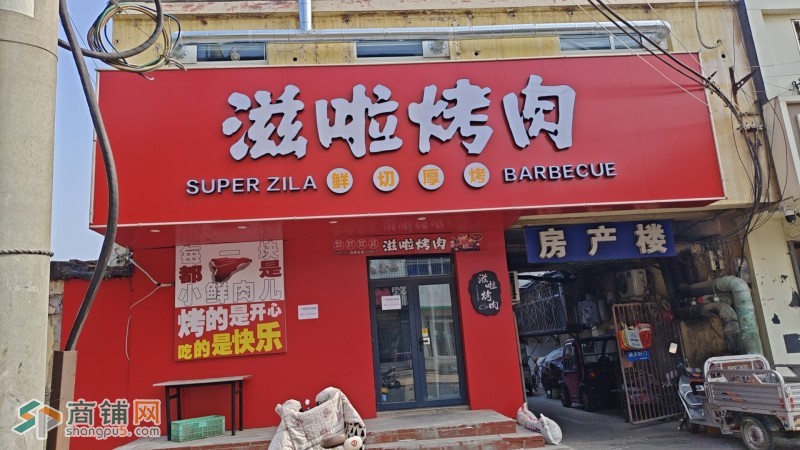 滋啦烤肉
SUPER ZILA 鲜切厚烤 BARBECUE
滋啦烤肉
房产楼
每一块
都是
小鲜肉儿
烤的是开心
吃的是快乐
滋啦烤肉
商铺网
shangpu5.com